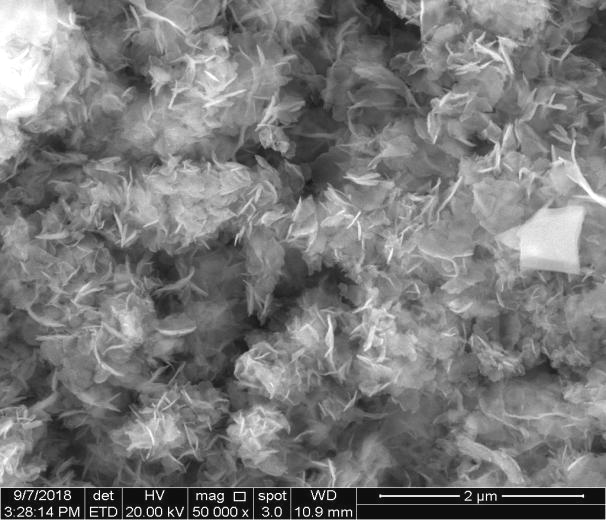 9/7/2018 det HV mag spot WD 2 µm
3:28:14 PM ETD 20.00 kV 50 000 x 3.0 10.9 mm